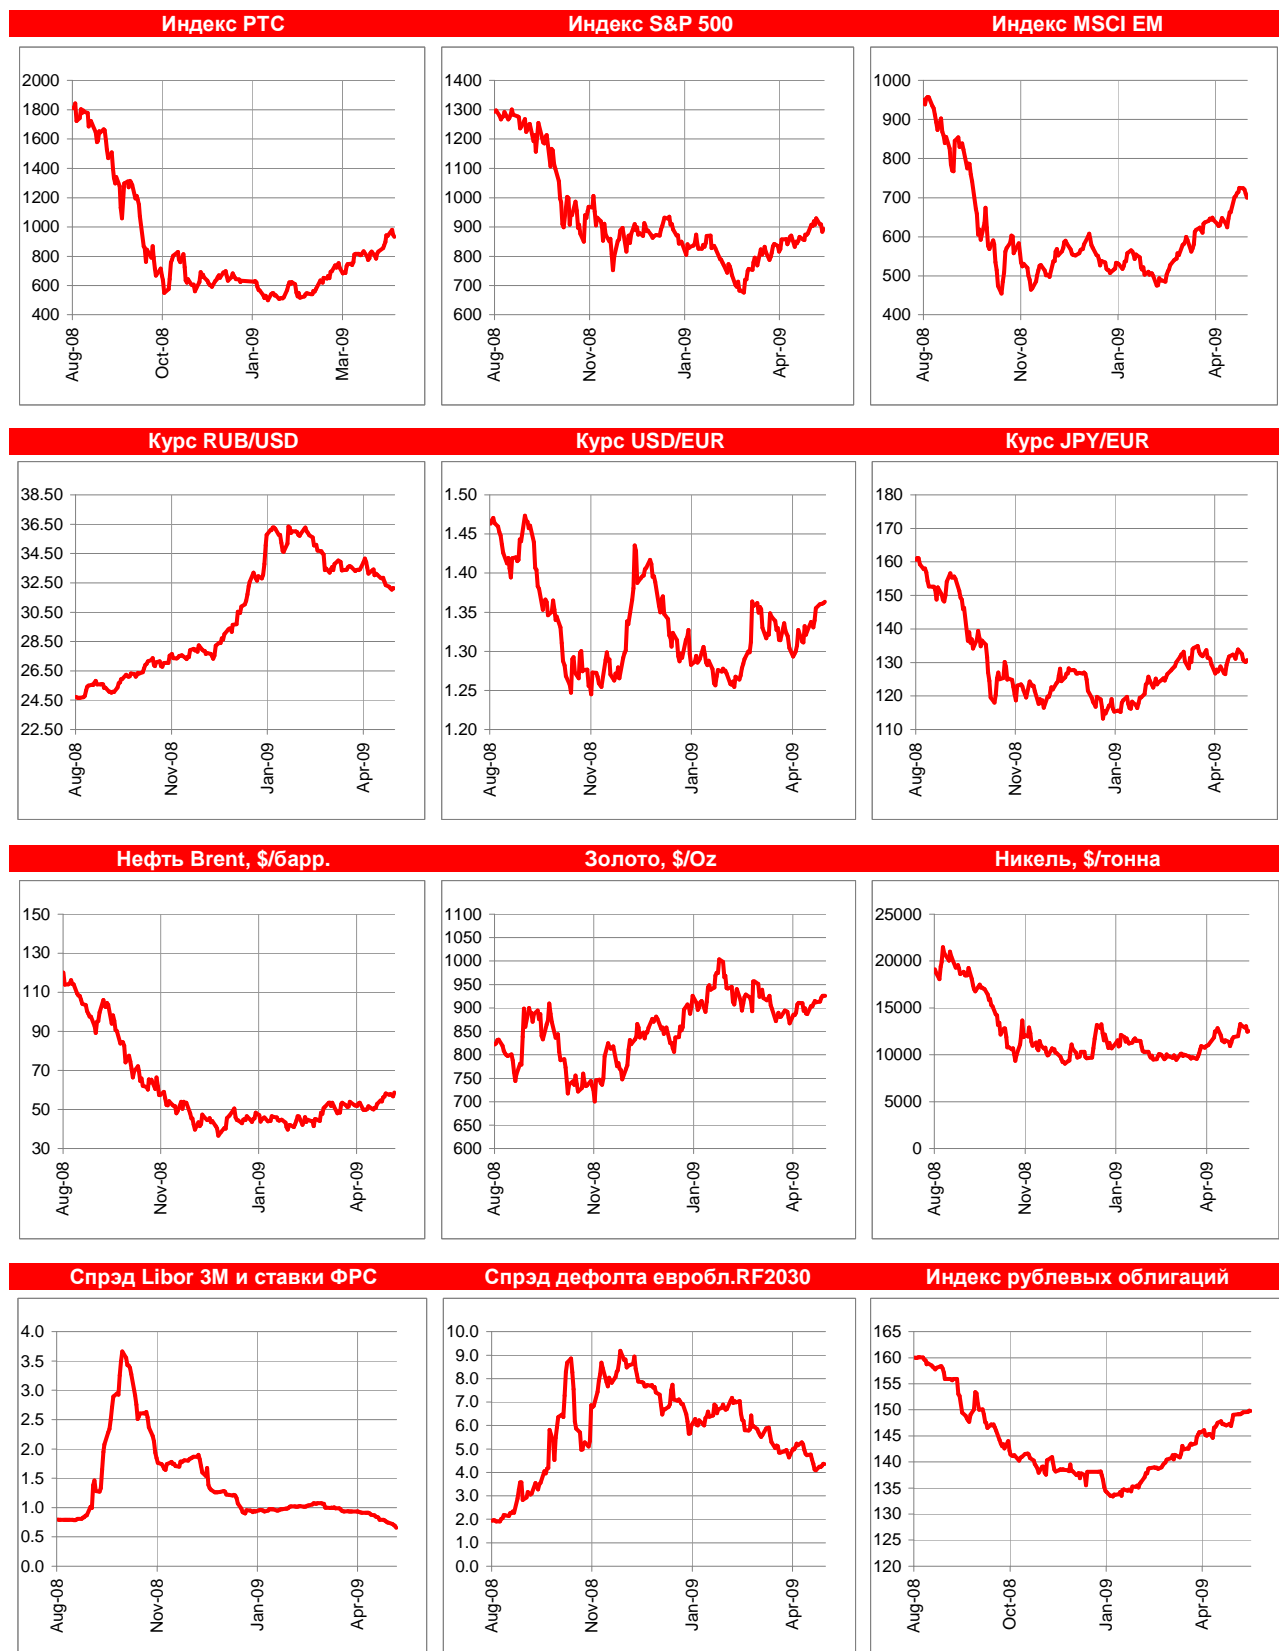 Индекс РТС
Индекс S&P 500
Индекс MSCI EM
2000
1800
1600
1400
1200
1000
800
600
400
Aug-08
Oct-08
Jan-09
Mar-09
1400
1300
1200
1100
1000
900
800
700
600
Aug-08
Nov-08
Jan-09
Apr-09
1000
900
800
700
600
500
400
Aug-08
Nov-08
Jan-09
Apr-09
Курс RUB/USD
Курс USD/EUR
Курс JPY/EUR
38.50
36.50
34.50
32.50
30.50
28.50
26.50
24.50
22.50
Aug-08
Nov-08
Jan-09
Apr-09
1.50
1.45
1.40
1.35
1.30
1.25
1.20
Aug-08
Nov-08
Jan-09
Apr-09
180
170
160
150
140
130
120
110
Aug-08
Nov-08
Jan-09
Apr-09
Нефть Brent, $/барр.
Золото, $/Oz
Никель, $/тонна
150
130
110
90
70
50
30
Aug-08
Nov-08
Jan-09
Apr-09
1100
1050
1000
950
900
850
800
750
700
650
600
Aug-08
Nov-08
Jan-09
Apr-09
25000
20000
15000
10000
5000
0
Aug-08
Nov-08
Jan-09
Apr-09
Спрэд Libor 3M и ставки ФРС
Спрэд дефолта евробл.RF2030
Индекс рублевых облигаций
4.0
3.5
3.0
2.5
2.0
1.5
1.0
0.5
0.0
Aug-08
Nov-08
Jan-09
Apr-09
10.0
9.0
8.0
7.0
6.0
5.0
4.0
3.0
2.0
1.0
0.0
Aug-08
Nov-08
Jan-09
Apr-09
165
160
155
150
145
140
135
130
125
120
Aug-08
Oct-08
Jan-09
Apr-09